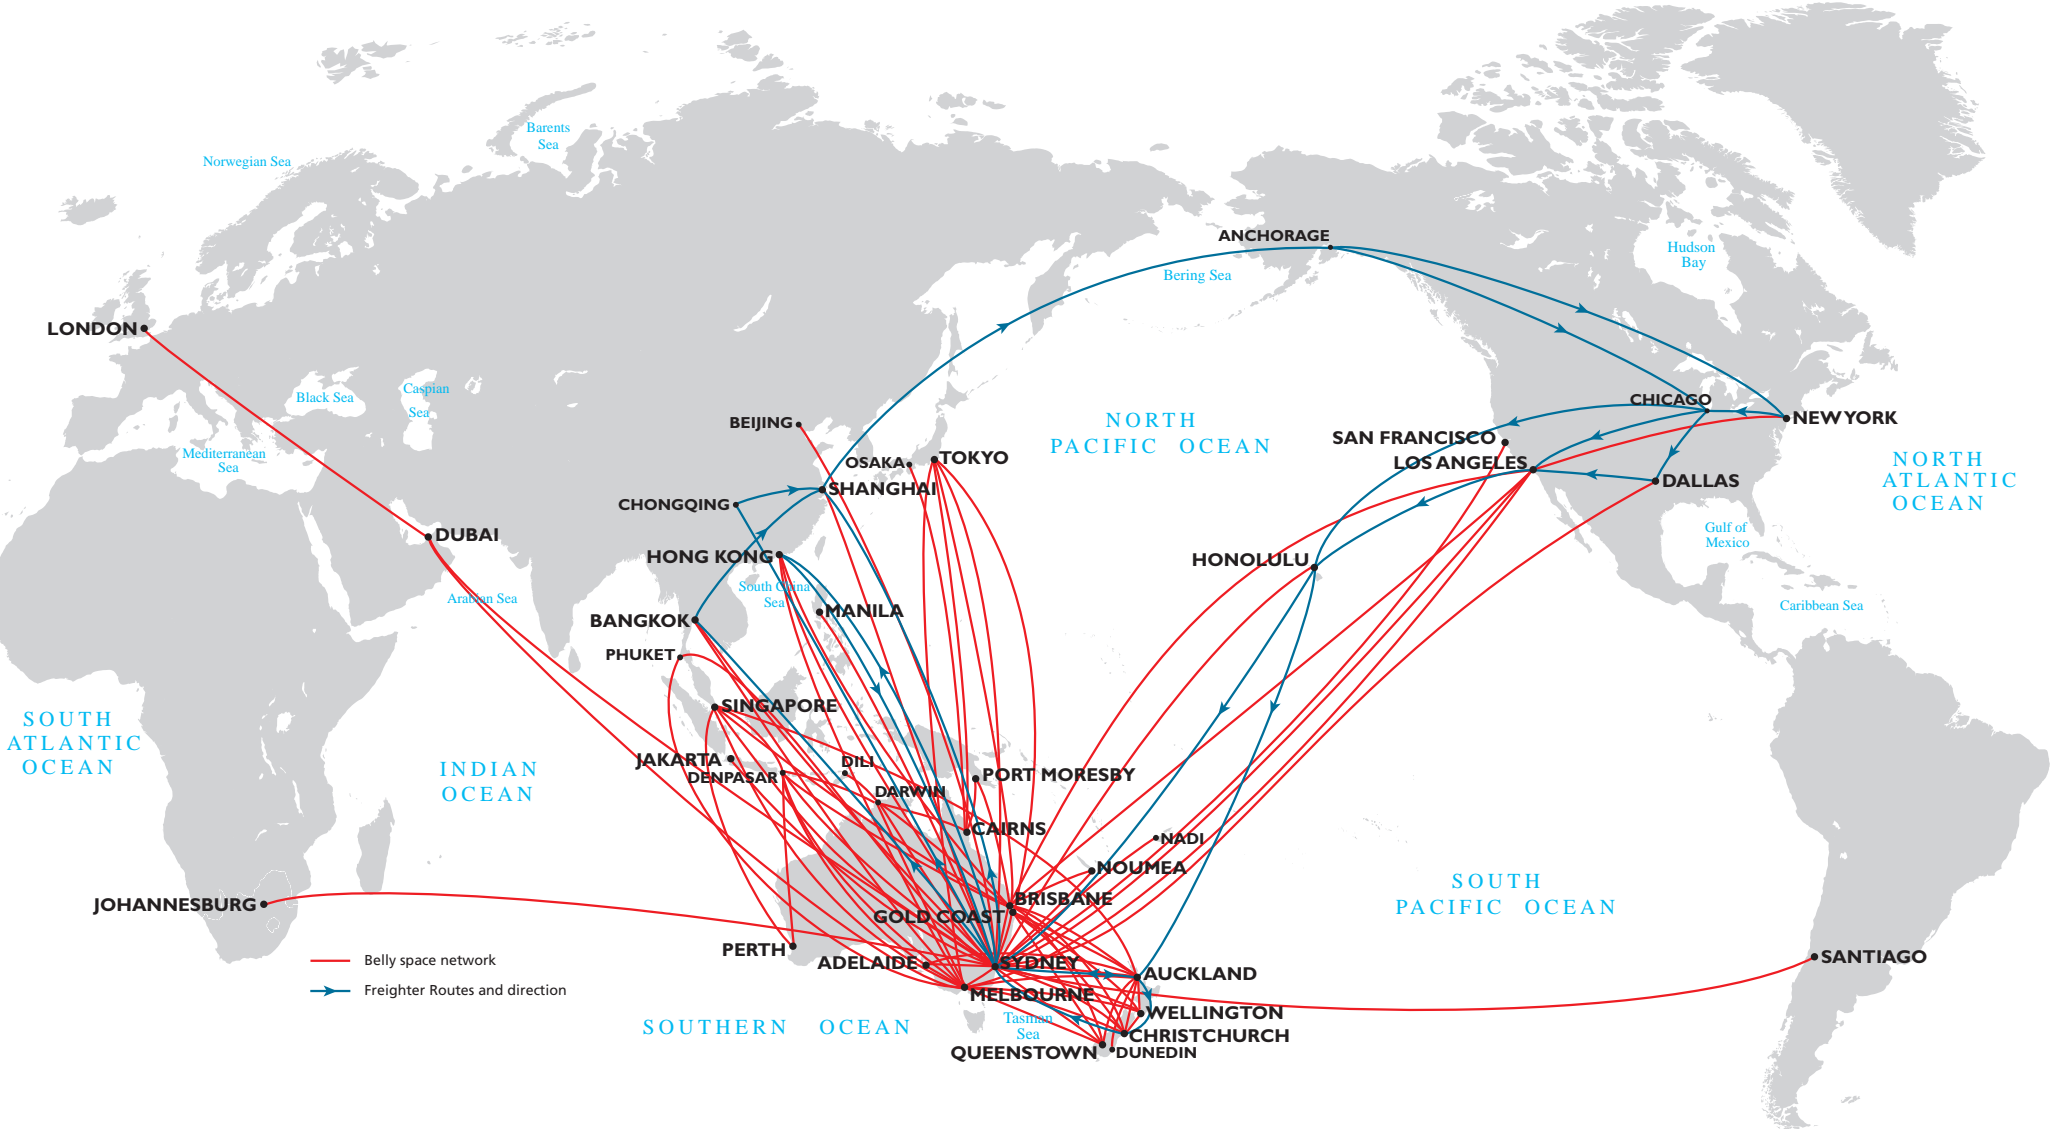 Barents
Sea
Norwegian Sea
ANCHORAGE
Hudson
Bay
Bering Sea
LONDON
Caspian
Sea
Black Sea
CHICAGO
NEW YORK
BEIJING
NORTH
PACIFIC OCEAN
SAN FRANCISCO
Mediterranean
Sea
OSAKA
TOKYO
LOS ANGELES
NORTH
ATLANTIC
OCEAN
DALLAS
SHANGHAI
CHONGQING
Gulf of
Mexico
DUBAI
HONG KONG
HONOLULU
South China
Sea
Arabian Sea
MANILA
Caribbean Sea
BANGKOK
PHUKET
SINGAPORE
SOUTH
ATLANTIC
OCEAN
JAKARTA
DILI
INDIAN
OCEAN
DENPASAR
PORT MORESBY
DARWIN
CAIRNS
NADI
NOUMEA
SOUTH
PACIFIC OCEAN
BRISBANE
JOHANNESBURG
GOLD COAST
PERTH
ADELAIDE
SYDNEY
SANTIAGO
Belly space network
AUCKLAND
Freighter Routes and direction
MELBOURNE
WELLINGTON
Tasman
Sea
SOUTHERN OCEAN
CHRISTCHURCH
QUEENSTOWN
DUNEDIN